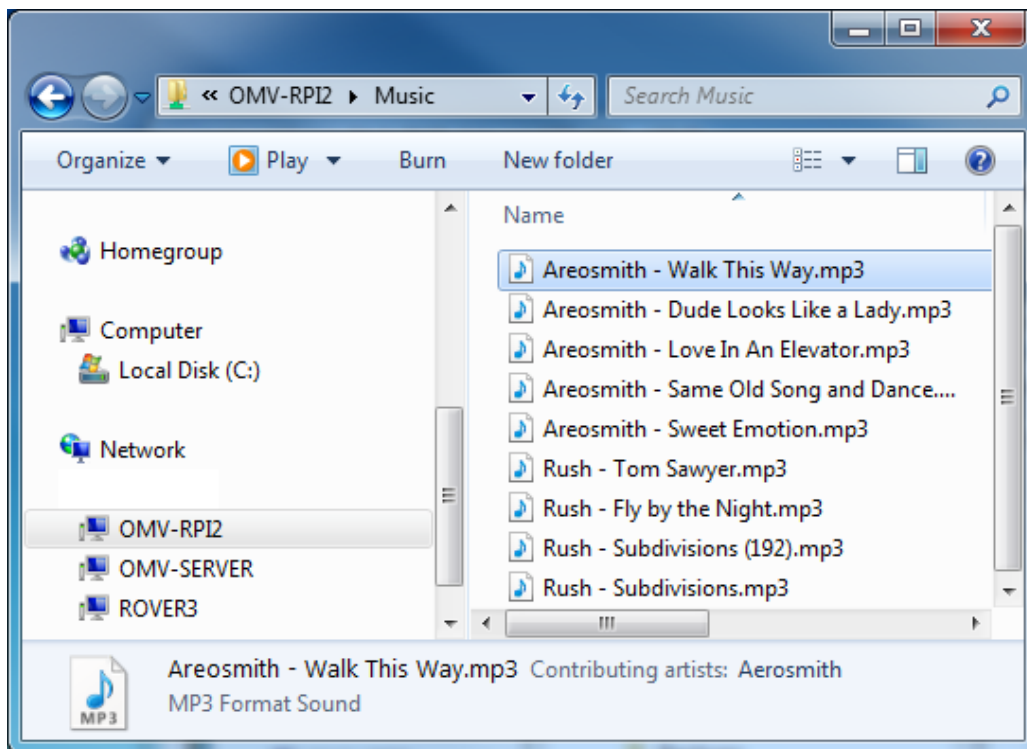 « OMV-RPI2 ▸ Music Search Music
Organize Play Burn New folder
Homegroup
Computer
Local Disk (C:)
Network
OMV-RPI2
OMV-SERVER
ROVER3
Name
Areosmith - Walk This Way.mp3
Areosmith - Dude Looks Like a Lady.mp3
Areosmith - Love In An Elevator.mp3
Areosmith - Same Old Song and Dance....
Areosmith - Sweet Emotion.mp3
Rush - Tom Sawyer.mp3
Rush - Fly by the Night.mp3
Rush - Subdivisions (192).mp3
Rush - Subdivisions.mp3
Areosmith - Walk This Way.mp3 Contributing artists: Aerosmith
MP3 Format Sound
MP3